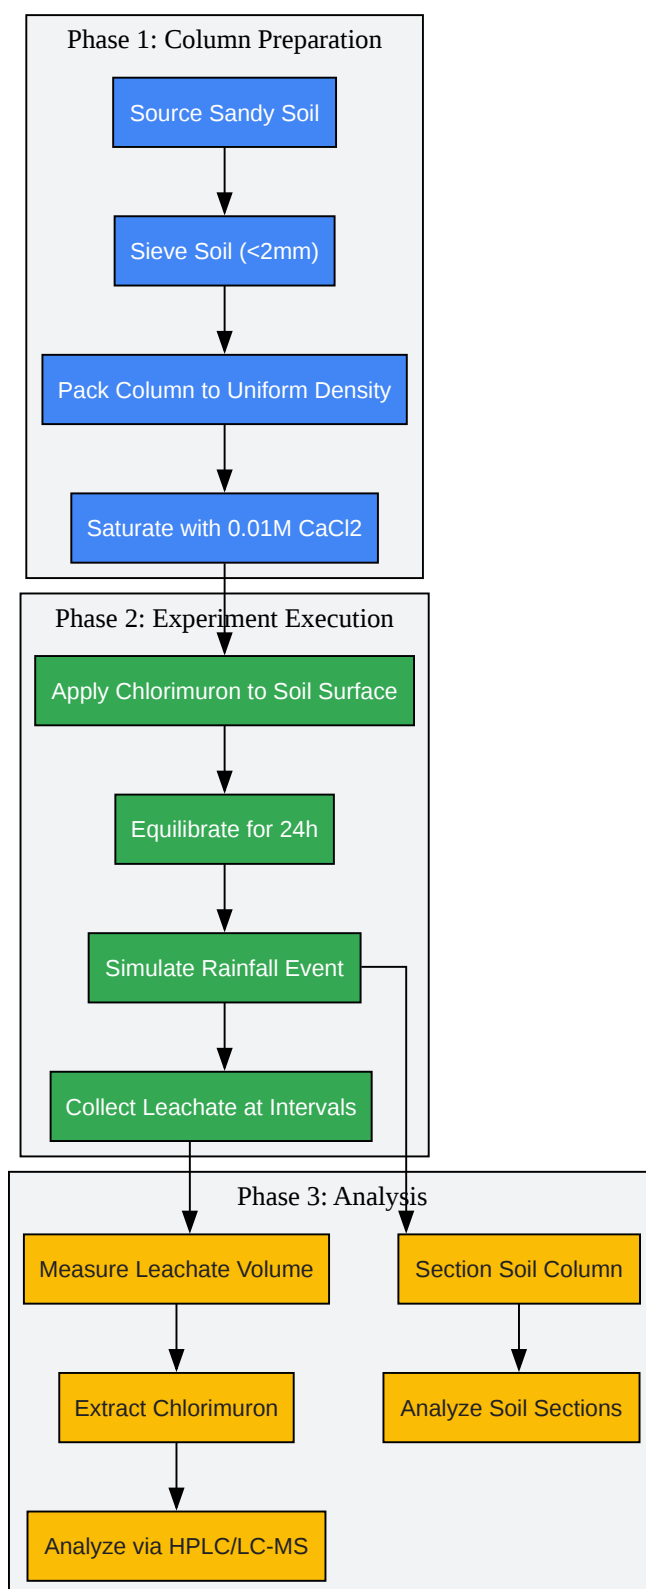 Phase 1: Column Preparation
Source Sandy Soil
Sieve Soil (<2mm)
Pack Column to Uniform Density
Saturate with 0.01M CaCl2
Phase 2: Experiment Execution
Apply Chlorimuron to Soil Surface
Equilibrate for 24h
Simulate Rainfall Event
Collect Leachate at Intervals
Phase 3: Analysis
Measure Leachate Volume
Section Soil Column
Extract Chlorimuron
Analyze Soil Sections
Analyze via HPLC/LC-MS